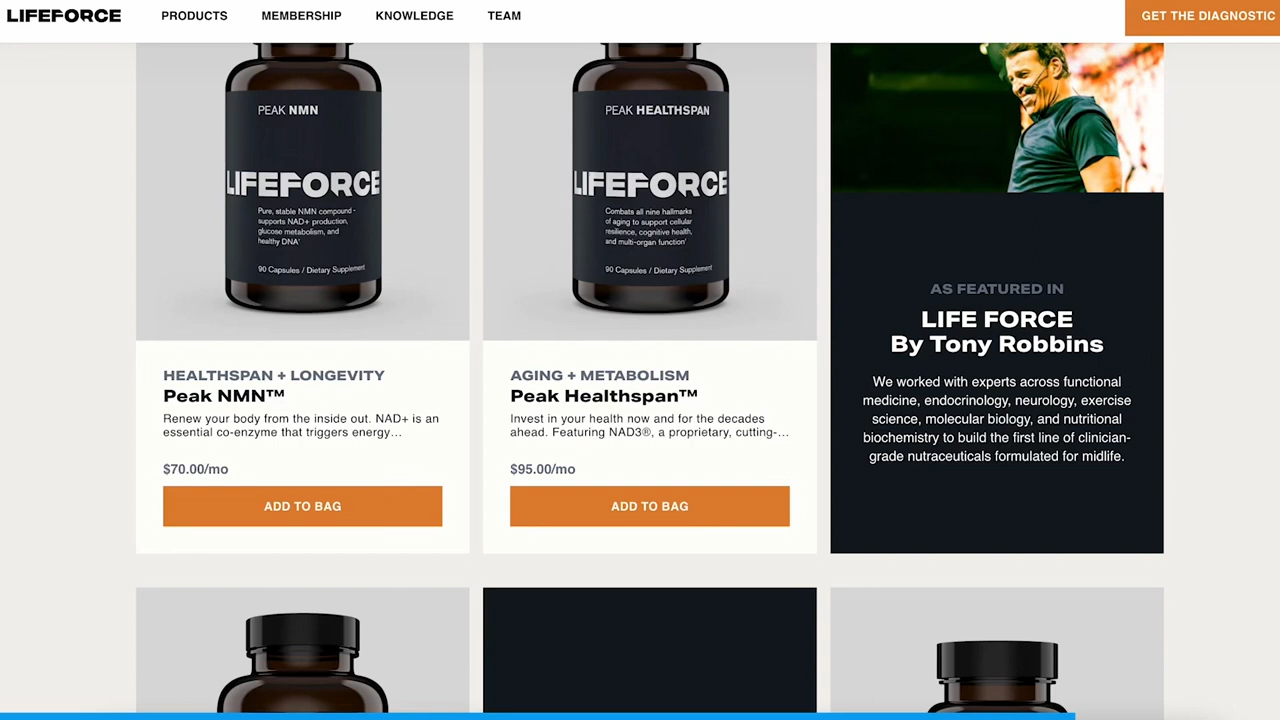 LIFEFORCE
PRODUCTS
MEMBERSHIP
KNOWLEDGE
TEAM
GET THE DIAGNOSTIC
PEAK NMN
LIFEFORCE
Pure, stable NMN compound -
supports NAD+ production,
glucose metabolism, and
healthy DNA*
90 Capsules / Dietary Supplement
HEALTHSPAN + LONGEVITY
Peak NMN™
Renew your body from the inside out. NAD+ is an
essential co-enzyme that triggers energy...
$70.00/mo
ADD TO BAG
PEAK HEALTHSPAN
LIFEFORCE
Combats all nine hallmarks
of aging to support cellular
resilience, cognitive health,
and multi-organ function*
90 Capsules / Dietary Supplement
AGING + METABOLISM
Peak Healthspan™
Invest in your health now and for the decades
ahead. Featuring NAD3®, a proprietary, cutting-...
$95.00/mo
ADD TO BAG
AS FEATURED IN
LIFE FORCE
By Tony Robbins
We worked with experts across functional
medicine, endocrinology, neurology, exercise
science, molecular biology, and nutritional
biochemistry to build the first line of clinician-
grade nutraceuticals formulated for midlife.